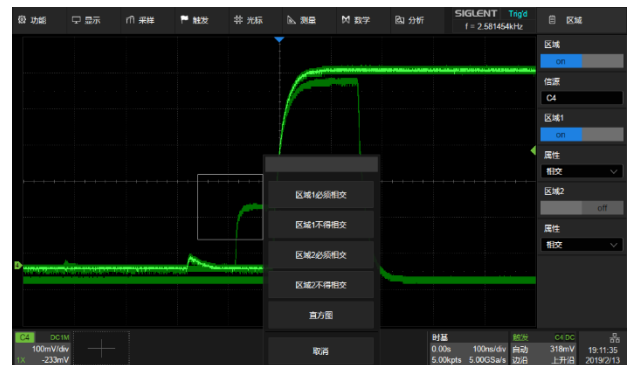 功能 显示 采样 触发 光标 测量 数学 分析 SIGLENT Trig'd 区域
f = 2.581454kHz
区域
on
信源
C4
区域1
on
属性
相交
区域2
off
属性
相交
区域1必须相交
区域1不得相交
区域2必须相交
区域2不得相交
直方图
取消
C4 DC1M
100mV/div
1X -233mV
时基
0.00s 100ns/div
5.00kpts 5.00GSa/s
触发 C4 DC
自动 318mV
边沿 上升沿
19:11:35
2019/2/13